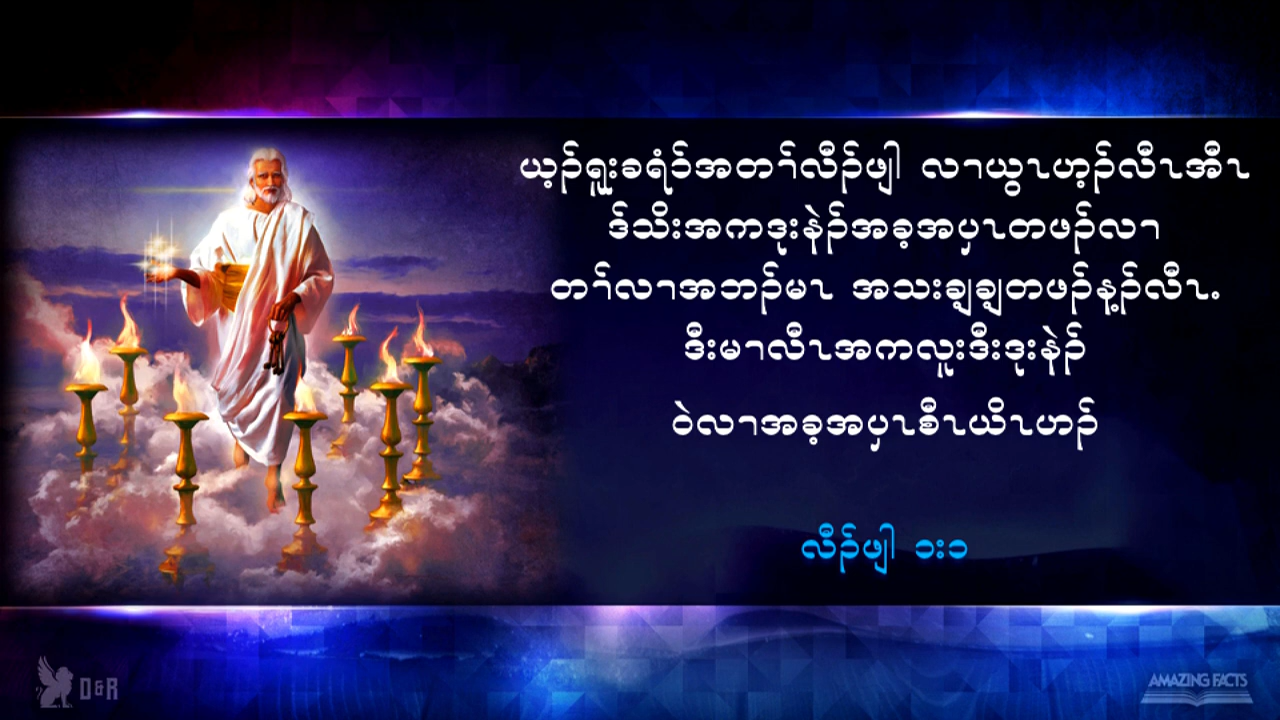 ယ့ၣ်ရှူးခရံာ်အတၢ်လီၣ်ဖျါ လၢယွၤဟ့ၣ်လီၤအီၤ
ဒ်သိးအကဒုးနဲၣ်အခ့အပှၤတဖၣ်လၢ
တၢ်လၢအဘၣ်မၤ အသးချ့ချ့တဖၣ်န့ၣ်လီၤ.
ဒီးမၢလီၤအကလူးဒီးဒုးနဲၣ်
ဝဲလၢအခ့အပှၤစီၤယိၤဟၣ်
လီၣ်ဖျါ ၁း၁
D&R
AMAZING FACTS